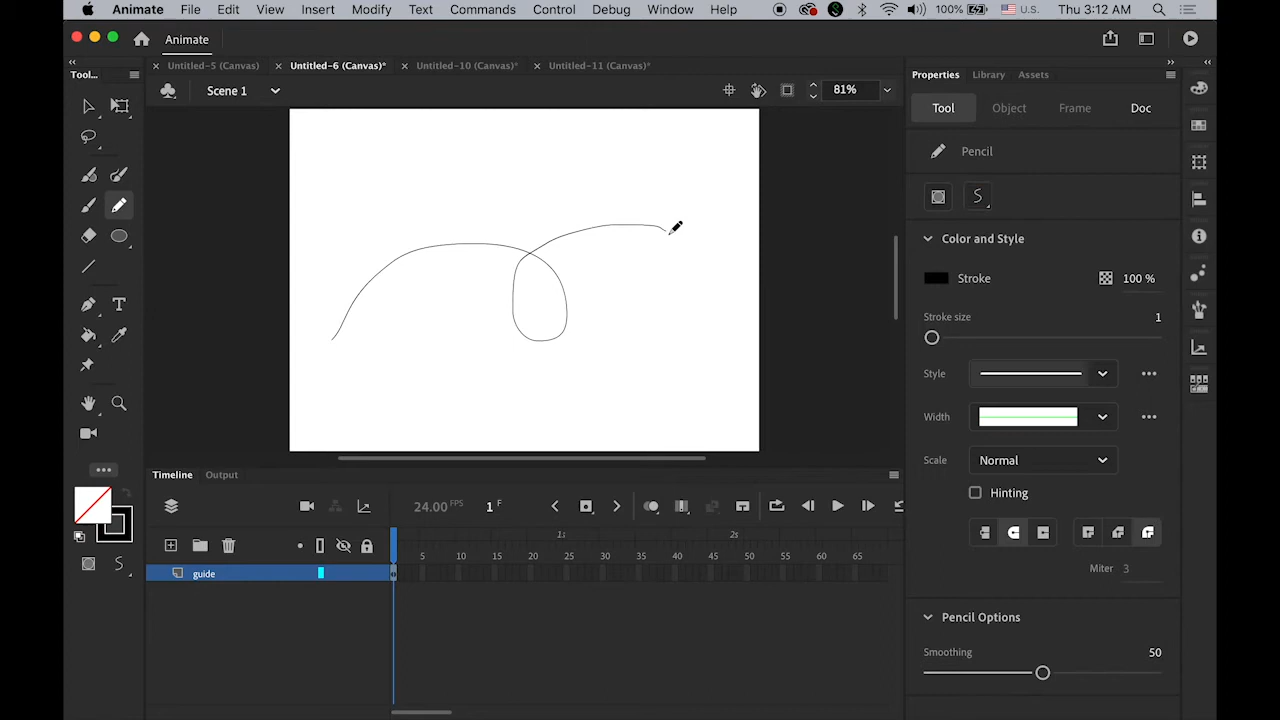 Animate File Edit View Insert Modify Text Commands Control Debug Window Help 100% U.S. Thu 3:12 AM
Animate
Tool...
Untitled-5 (Canvas) Untitled-6 (Canvas)* Untitled-10 (Canvas)* Untitled-11 (Canvas)*
Properties Library Assets
Scene 1 81%
Tool Object Frame Doc
Pencil
Color and Style
Stroke 100 %
Stroke size 1
Style
Width
Scale Normal
Hinting
Miter 3
Pencil Options
Smoothing 50
Timeline Output
24.00 FPS 1 F
1s 2s
5 10 15 20 25 30 35 40 45 50 55 60 65
guide